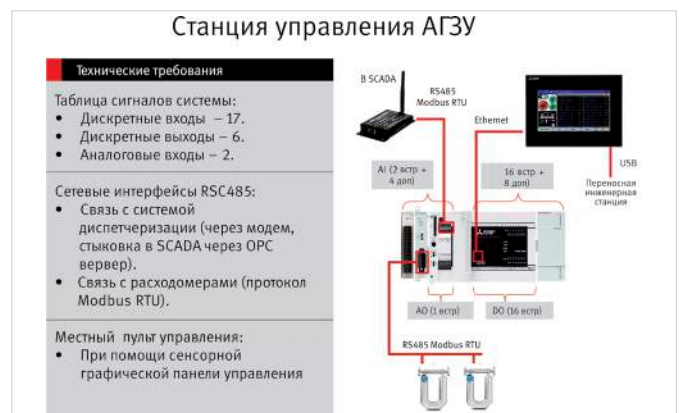 Станция управления АГЗУ
Технические требования
Таблица сигналов системы:
• Дискретные входы – 17.
• Дискретные выходы – 6.
• Аналоговые входы – 2.
Сетевые интерфейсы RSC485:
• Связь с системой
диспетчеризации (через модем,
стыковка в SCADA через OPC
вервер).
• Связь с расходомерами (протокол
Modbus RTU).
Местный пульт управления:
• При помощи сенсорной
графической панели управления
В SCADA
RS485
Modbus RTU
Ethernet
USB
Переносная
инженерная
станция
AI (2 встр +
4 доп)
16 встр +
8 доп)
AO (1 встр)
DO (16 встр)
RS485 Modbus RTU